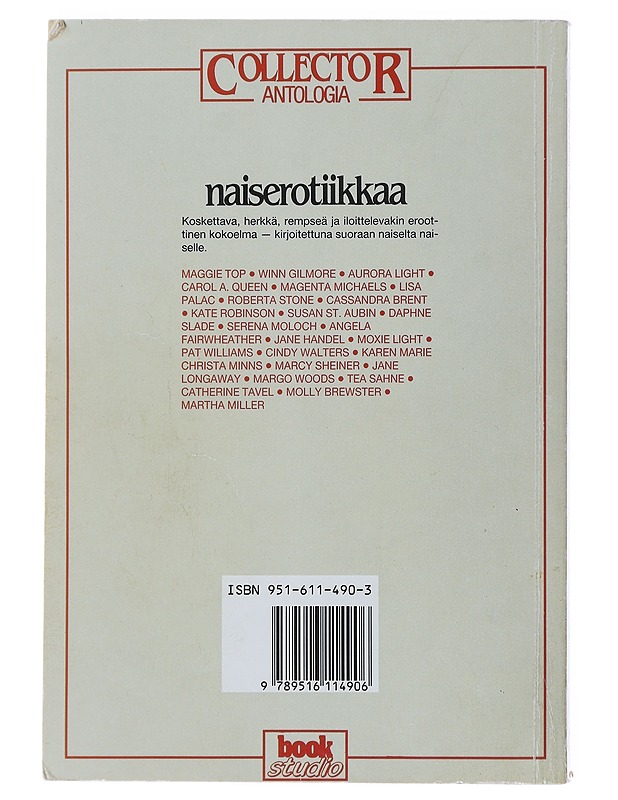 COLLECTOR
ANTOLOGIA
naiserotiikkaa
Koskettava, herkkä, rempseä ja iloittelevakin eroot-
tinen kokoelma — kirjoitettuna suoraan naiselta nai-
selle.
MAGGIE TOP • WINN GILMORE • AURORA LIGHT •
CAROL A. QUEEN • MAGENTA MICHAELS • LISA
PALAC • ROBERTA STONE • CASSANDRA BRENT
• KATE ROBINSON • SUSAN ST. AUBIN • DAPHNE
SLADE • SERENA MOLOCH • ANGELA
FAIRWHEATHER • JANE HANDEL • MOXIE LIGHT •
PAT WILLIAMS • CINDY WALTERS • KAREN MARIE
CHRISTA MINNS • MARCY SHEINER • JANE
LONGAWAY • MARGO WOODS • TEA SAHNE •
CATHERINE TAVEL • MOLLY BREWSTER •
MARTHA MILLER
ISBN 951-611-490-3
9 789516 114906
book
studio